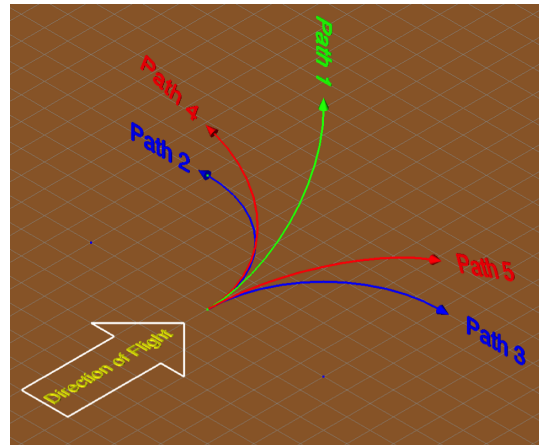 Path 1
Path 4
Path 2
Path 5
Path 3
Direction of Flight